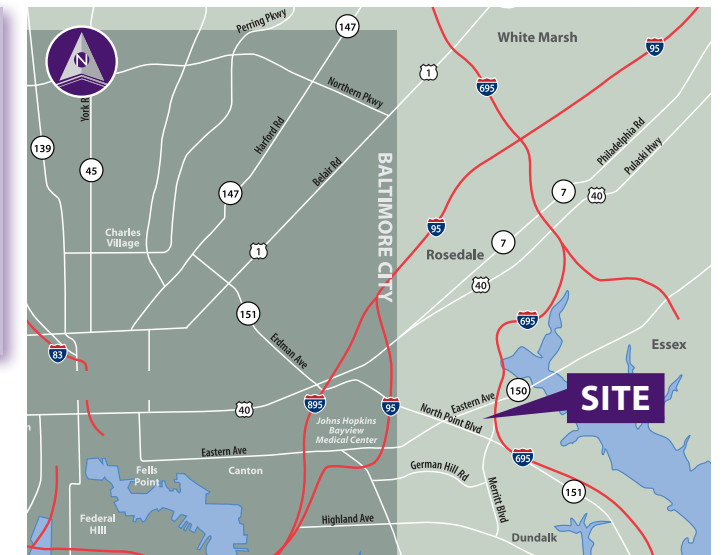 Perring Pkwy
147
White Marsh
95
N
1
695
York R
Northern Pkwy
Harford Rd
Philadelphia Rd
Pulaski Hwy
139
45
Belair Rd
BALTIMORE CITY
147
7
40
Charles
Village
95
1
7
Rosedale
40
151
695
Erdman Ave
Essex
83
150
Eastern Ave
SITE
40
895
95
North Point Blvd
Johns Hopkins
Bayview
Medical Center
Eastern Ave
695
Fells
Point
Canton
German Hill Rd
151
Merritt Blvd
Federal
Hill
Highland Ave
Dundalk